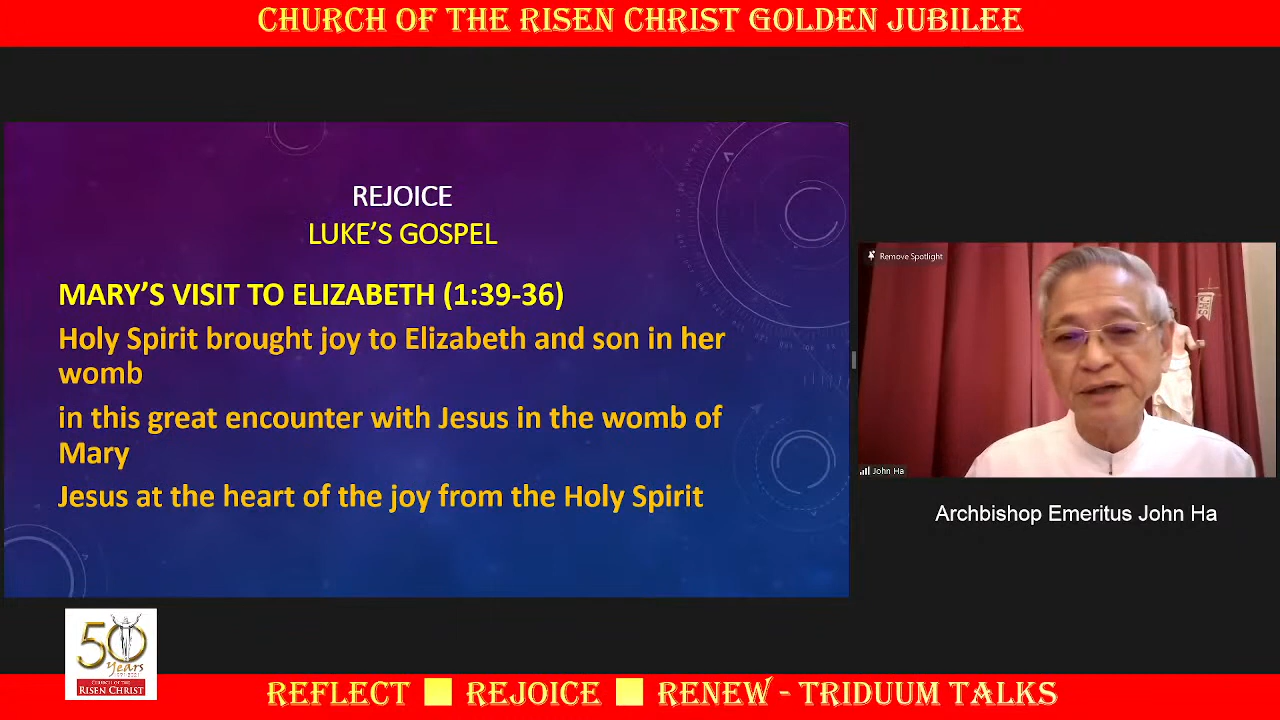 CHURCH OF THE RISEN CHRIST GOLDEN JUBILEE
REJOICE
LUKE'S GOSPEL
MARY'S VISIT TO ELIZABETH (1:39-36)
Holy Spirit brought joy to Elizabeth and son in her
womb
in this great encounter with Jesus in the womb of
Mary
Jesus at the heart of the joy from the Holy Spirit
Remove Spotlight
John Ha
Archbishop Emeritus John Ha
50
Years
CHURCH OF THE
RISEN CHRIST
REFLECT REJOICE RENEW - TRIDUUM TALKS